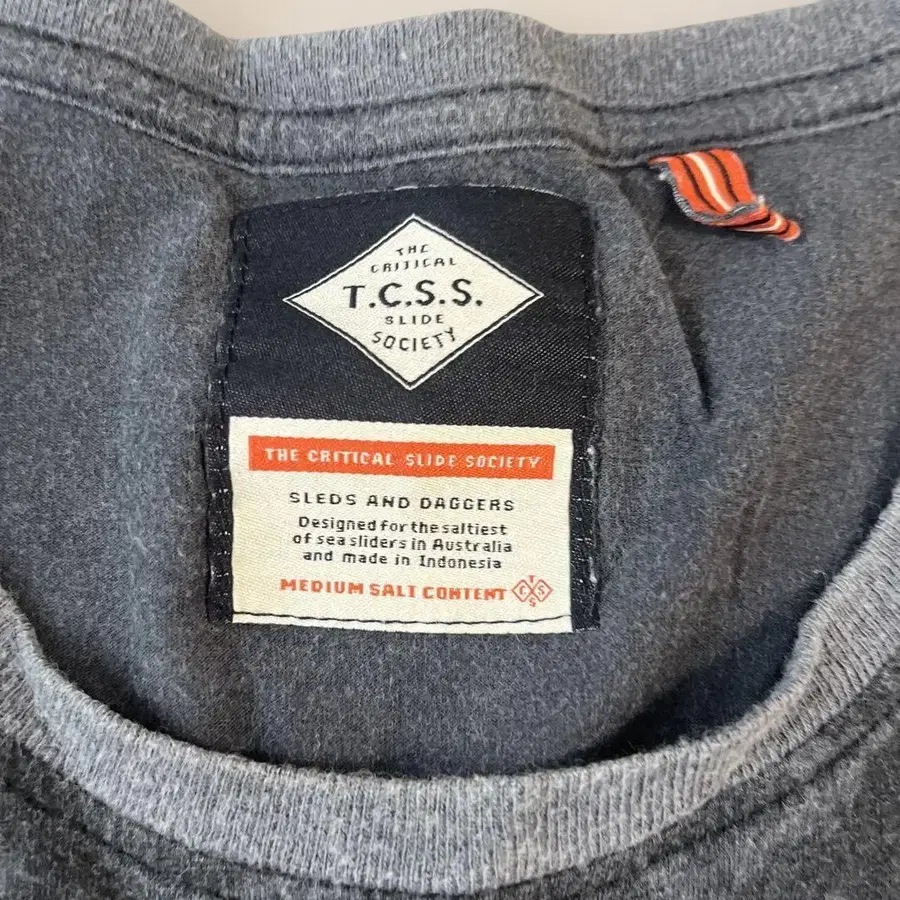 THE
CRITICAL
T.C.S.S.
SLIDE
SOCIETY
THE CRITICAL SLIDE SOCIETY
SLEDS AND DAGGERS
Designed for the saltiest
of sea sliders in Australia
and made in Indonesia
MEDIUM SALT CONTENT
T
C S
S